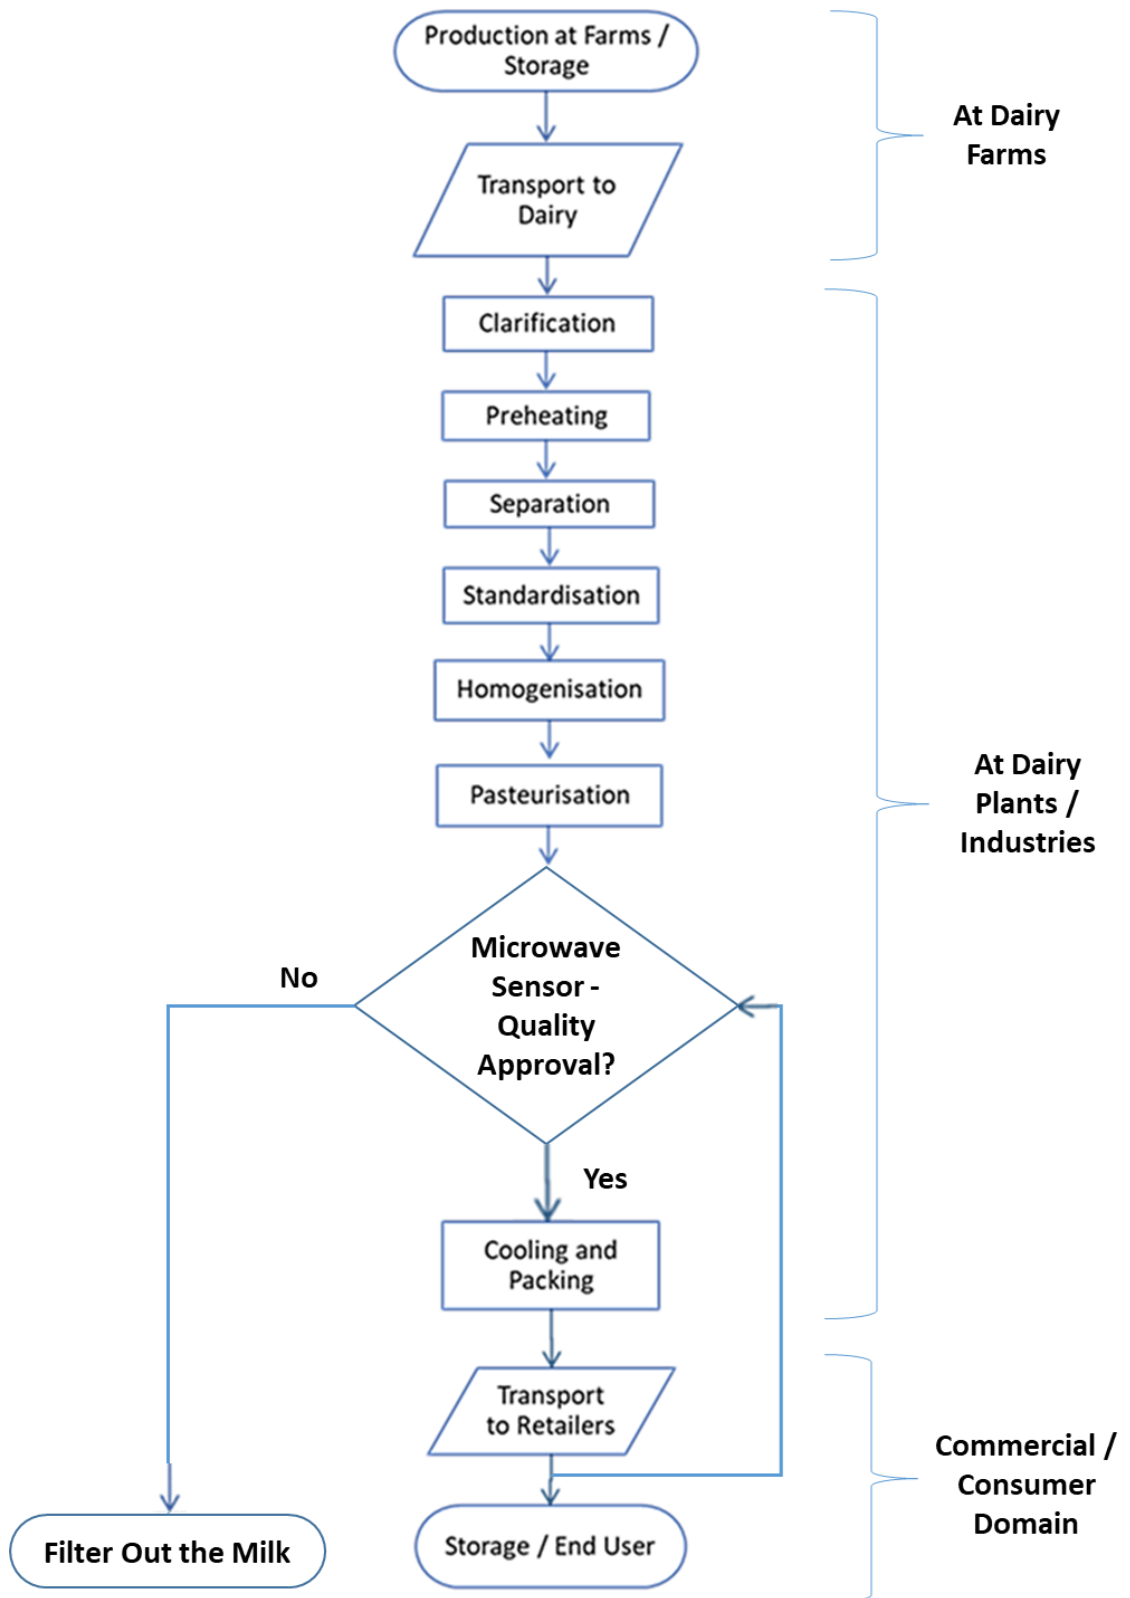 Production at Farms /
Storage
At Dairy
Farms
Transport to
Dairy
Clarification
Preheating
Separation
Standardisation
Homogenisation
At Dairy
Plants /
Industries
Pasteurisation
Microwave
Sensor -
Quality
Approval?
No
Yes
Cooling and
Packing
Transport
to Retailers
Commercial /
Consumer
Domain
Filter Out the Milk
Storage / End User